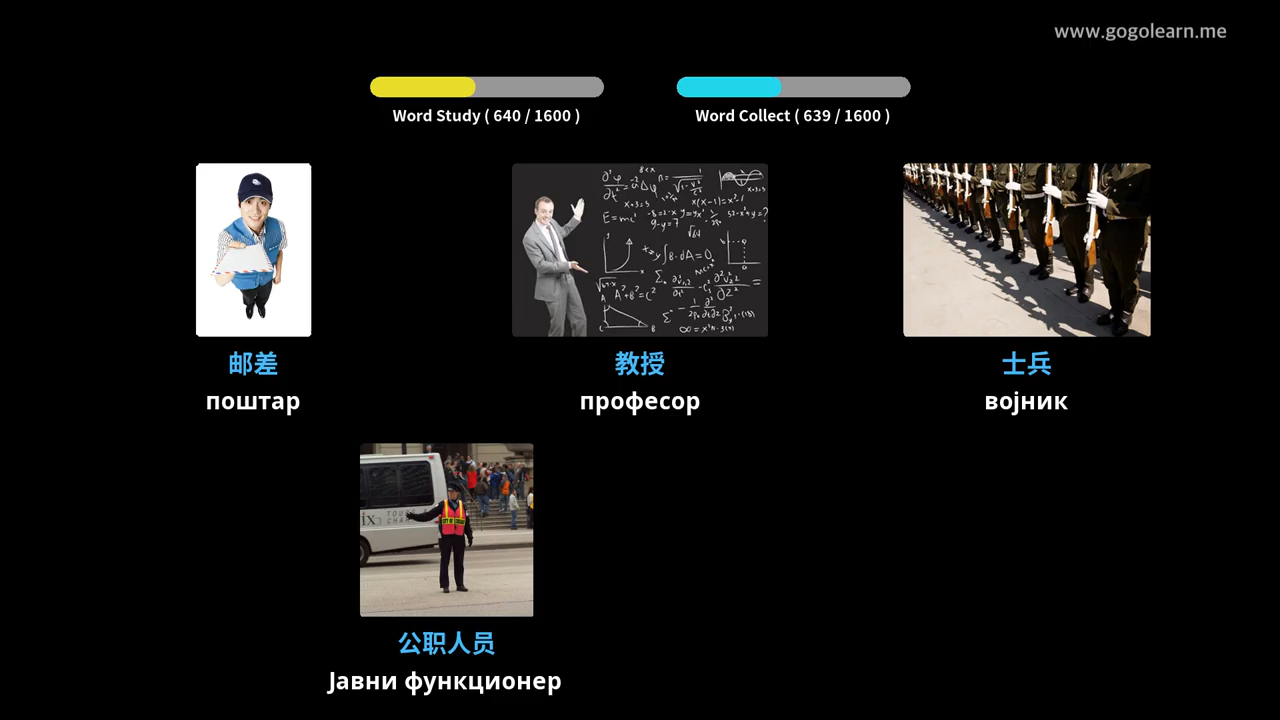 www.gogolearn.me
Word Study ( 640 / 1600 )
Word Collect ( 639 / 1600 )
邮差
教授
士兵
поштар
професор
војник
公职人员
Јавни функционер